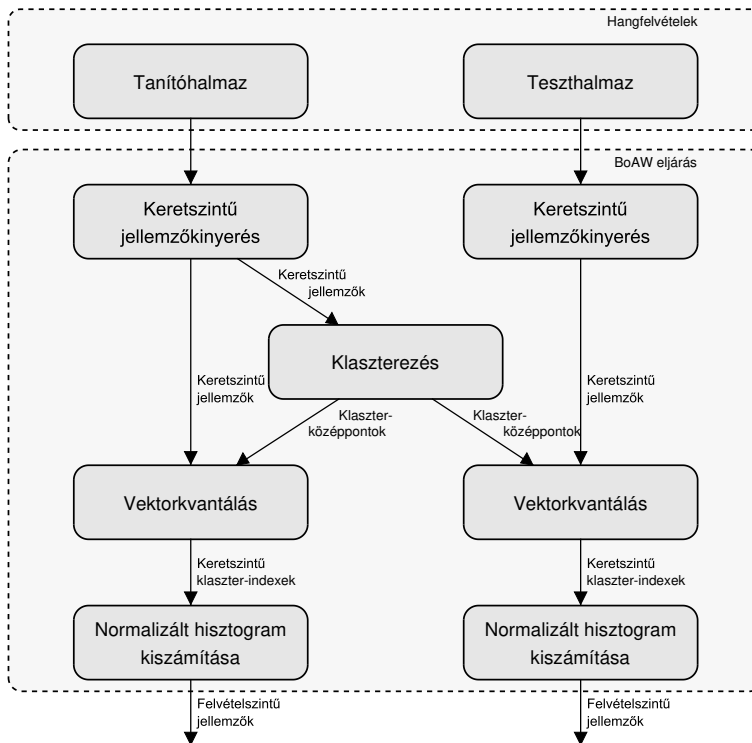 Hangfelvételek
Tanítóhalmaz
Teszthalmaz
BoAW eljárás
Keretszintű
jellemzőkinyerés
Keretszintű
jellemzőkinyerés
Keretszintű
jellemzők
Klaszterezés
Keretszintű
jellemzők
Keretszintű
jellemzők
Klaszter-
középpontok
Klaszter-
középpontok
Vektorkvantálás
Vektorkvantálás
Keretszintű
klaszter-indexek
Keretszintű
klaszter-indexek
Normalizált hisztogram
kiszámítása
Normalizált hisztogram
kiszámítása
Felvételszintű
jellemzők
Felvételszintű
jellemzők